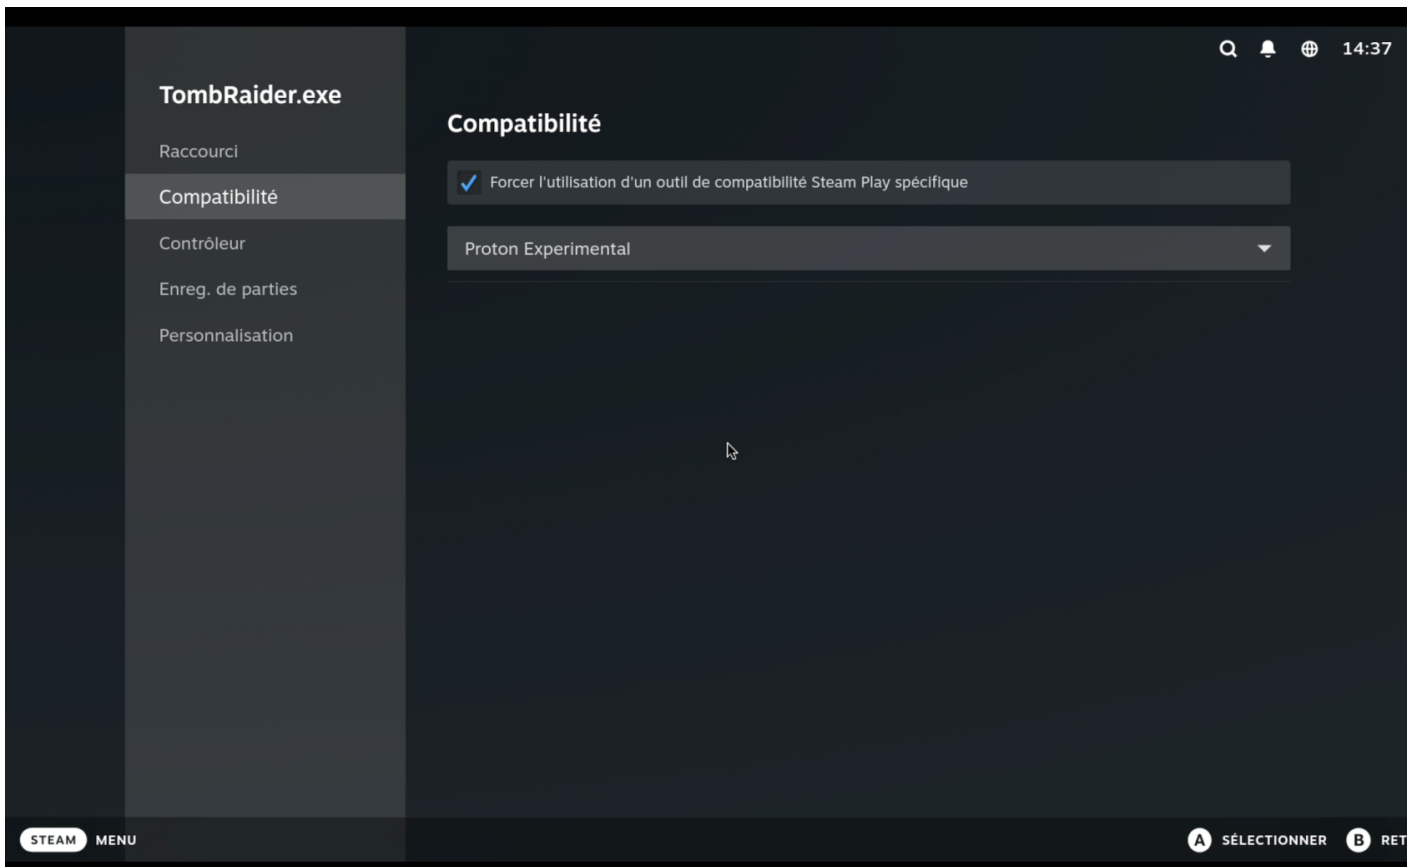 14:37
TombRaider.exe
Raccourci
Compatibilité
Contrôleur
Enreg. de parties
Personnalisation
Compatibilité
Forcer l'utilisation d'un outil de compatibilité Steam Play spécifique
Proton Experimental
STEAM MENU
A SÉLECTIONNER B RET